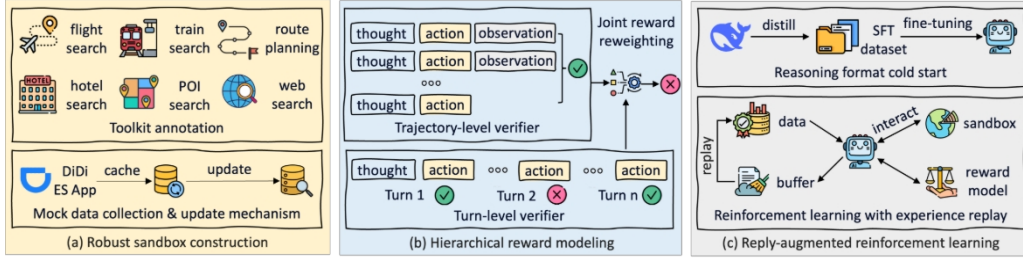 flight search
train search
route planning
HOTEL
hotel search
POI search
web search
Toolkit annotation
DiDi ES App
cache
update
Mock data collection & update mechanism
(a) Robust sandbox construction
thought action observation
thought action observation
thought action
Trajectory-level verifier
Joint reward reweighting
thought action action action
Turn 1 Turn 2 Turn n
Turn-level verifier
(b) Hierarchical reward modeling
distill
SFT dataset
fine-tuning
Reasoning format cold start
replay
data
buffer
interact
sandbox
reward model
Reinforcement learning with experience replay
(c) Reply-augmented reinforcement learning